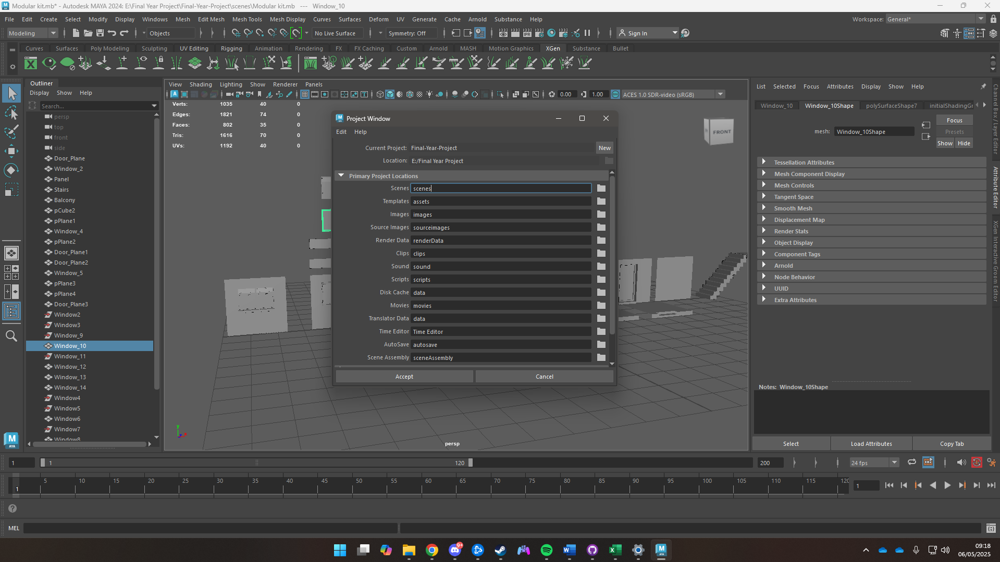 Modular kit.mb* - Autodesk MAYA 2024: E:\Final Year Project\Final-Year-Project\scenes\Modular kit.mb   ---   Window_10
File Edit Create Select Modify Display Windows Mesh Edit Mesh Mesh Tools Mesh Display Curves Surfaces Deform UV Generate Cache Arnold Substance Help
Workspace: General*
Modeling Objects No Live Surface Symmetry: Off Sign In
Curves Surfaces Poly Modeling Sculpting UV Editing Rigging Animation Rendering FX FX Caching Custom Arnold MASH Motion Graphics XGen Substance Bullet
Outliner
Display Show Help
Search...
persp
top
front
side
Door_Plane
Window_2
Panel
Stairs
Balcony
pCube2
pPlane1
Window_4
pPlane2
Door_Plane1
Door_Plane2
Window_5
pPlane3
pPlane4
Door_Plane3
Window2
Window3
Window_9
Window_10
Window_11
Window_12
Window_13
Window_14
Window4
Window5
Window6
Window7
Window8
View Shading Lighting Show Renderer Panels
0.00 1.00 ON ACES 1.0 SDR-video (sRGB)
Verts: 1035 40 0
Edges: 1821 74 0
Faces: 802 35 0
Tris: 1616 70 0
UVs: 1192 40 0
FRONT
persp
Project Window
Edit Help
Current Project: Final-Year-Project New
Location: E:/Final Year Project
Primary Project Locations
Scenes scenes
Templates assets
Images images
Source Images sourceimages
Render Data renderData
Clips clips
Sound sound
Scripts scripts
Disk Cache data
Movies movies
Translator Data data
Time Editor Time Editor
AutoSave autosave
Scene Assembly sceneAssembly
Accept Cancel
List Selected Focus Attributes Display Show Help
Window_10 Window_10Shape polySurfaceShape7 initialShadingGr
mesh: Window_10Shape
Focus
Presets
Show Hide
Tessellation Attributes
Mesh Component Display
Mesh Controls
Tangent Space
Smooth Mesh
Displacement Map
Render Stats
Object Display
Component Tags
Arnold
Node Behavior
UUID
Extra Attributes
Notes: Window_10Shape
Select Load Attributes Copy Tab
Channel Box / Layer Editor
Attribute Editor
XGen Interactive Groom Editor
M
AYA
y
x
z
1 1 120 200 24 fps
1 5 10 15 20 25 30 35 40 45 50 55 60 65 70 75 80 85 90 95 100 105 110 115 120 1
MEL
9+
09:18
06/05/2025